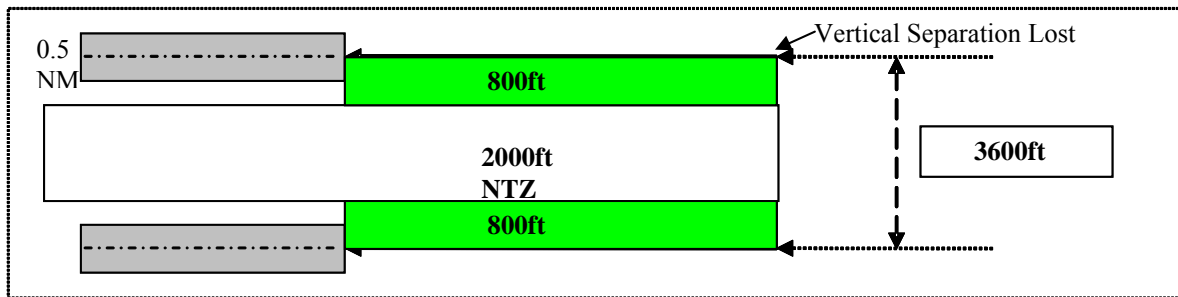 0.5
NM
Vertical Separation Lost
800ft
2000ft
NTZ
3600ft
800ft